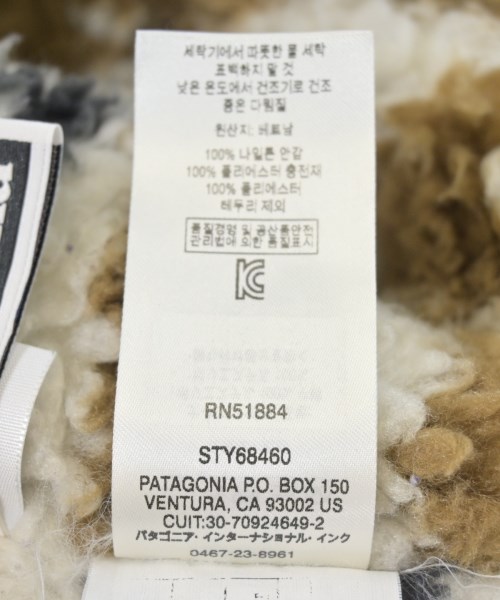 세탁기에서 따뜻한 물 세탁
표백하지 말 것
낮은 온도에서 건조기로 건조
좁은 다림질
원산지: 베트남
100% 나일론 안감
100% 폴리에스터 충전재
100% 폴리에스터
테두리 제외
품질경영 및 공산품안전
관리법에 의한 품질표시
RN51884
STY68460
PATAGONIA P.O. BOX 150
VENTURA, CA 93002 US
CUIT:30-70924649-2
パタゴニア・インターナショナル・インク
0467-23-8961